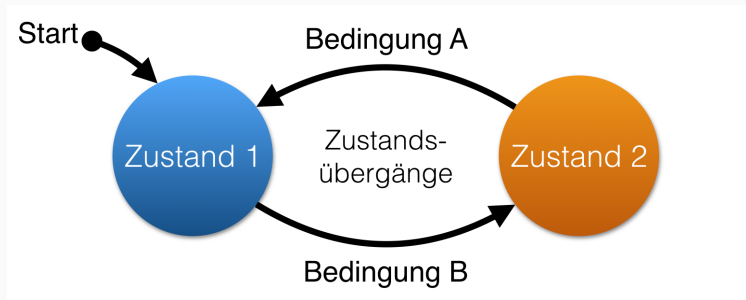 Start
Bedingung A
Zustand 1
Zustands-
übergänge
Zustand 2
Bedingung B